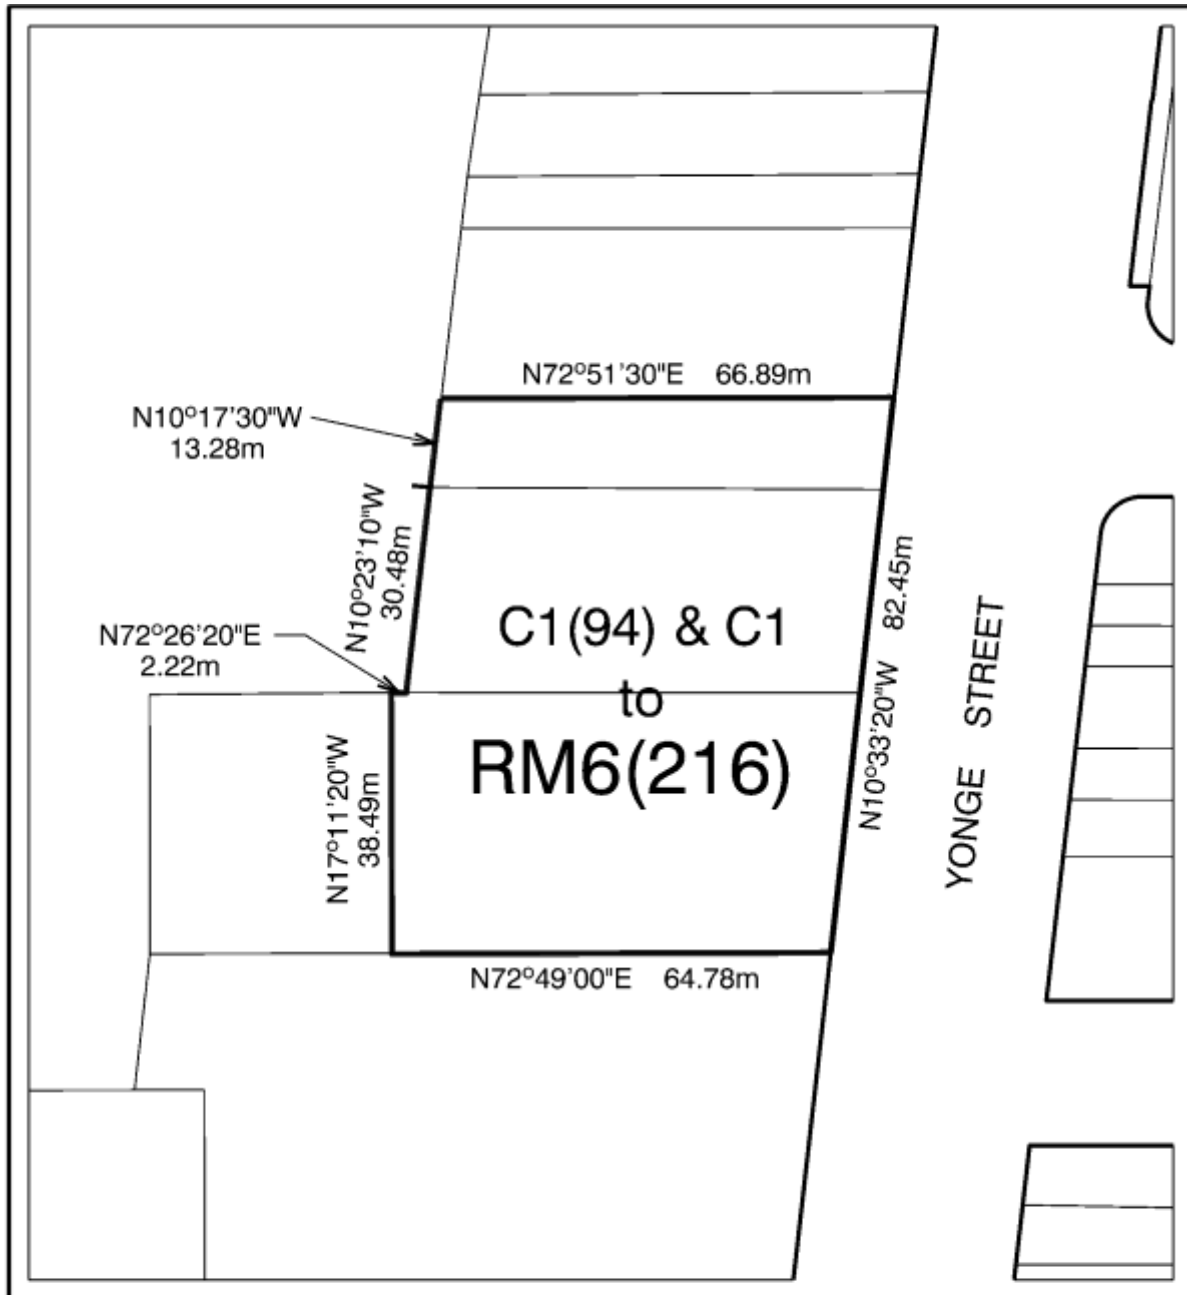 N72°51'30"E 66.89m
N10°17'30"W
13.28m
N10°23'10"W
30.48m
N72°26'20"E
2.22m
C1(94) & C1
to
RM6(216)
N10°33'20"W 82.45m
YONGE STREET
N17°11'20"W
38.49m
N72°49'00"E 64.78m